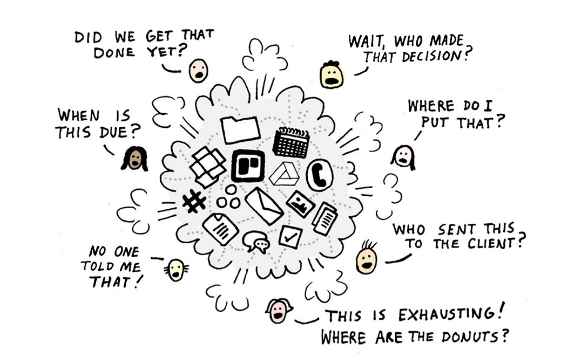 DID WE GET THAT
DONE YET?
WAIT, WHO MADE
THAT DECISION?
WHEN IS
THIS DUE?
WHERE DO I
PUT THAT?
NO ONE
TOLD ME
THAT!
WHO SENT THIS
TO THE CLIENT?
THIS IS EXHAUSTING!
WHERE ARE THE DONUTS?